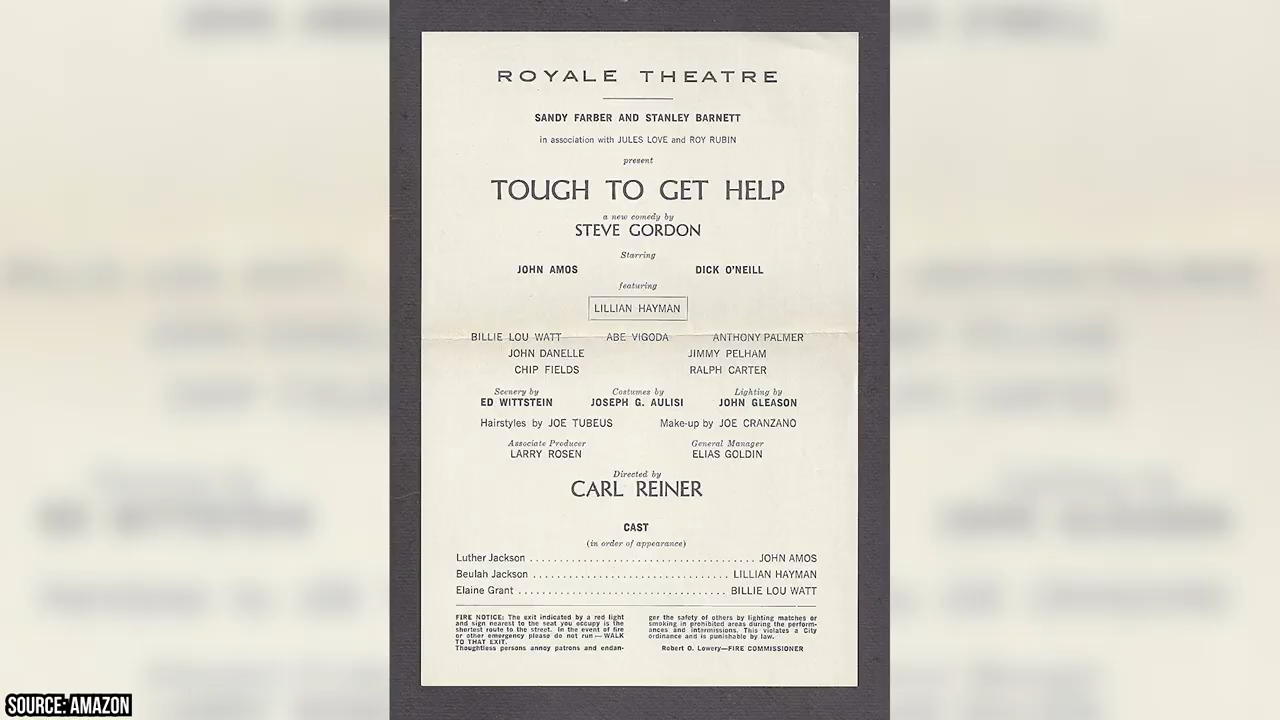 ROYALE THEATRE
SANDY FARBER AND STANLEY BARNETT
in association with JULES LOVE and ROY RUBIN
present
TOUGH TO GET HELP
a new comedy by
STEVE GORDON
Starring
JOHN AMOS DICK O'NEILL
featuring
LILLIAN HAYMAN
BILLIE LOU WATT ABE VIGODA ANTHONY PALMER
JOHN DANELLE JIMMY PELHAM
CHIP FIELDS RALPH CARTER
Scenery by Costumes by Lighting by
ED WITTSTEIN JOSEPH G. AULISI JOHN GLEASON
Hairstyles by JOE TUBEUS Make-up by JOE CRANZANO
Associate Producer General Manager
LARRY ROSEN ELIAS GOLDIN
Directed by
CARL REINER
CAST
(in order of appearance)
Luther Jackson . . . . . . . . . . . . . . . . . . . . . . . . . . . . . . . . . . . . . . . JOHN AMOS
Beulah Jackson . . . . . . . . . . . . . . . . . . . . . . . . . . . . . . . . . LILLIAN HAYMAN
Elaine Grant . . . . . . . . . . . . . . . . . . . . . . . . . . . . . . . . . . . BILLIE LOU WATT
FIRE NOTICE: The exit indicated by a red light
and sign nearest to the seat you occupy is the
shortest route to the street. In the event of fire
or other emergency please do not run — WALK
TO THAT EXIT.
Thoughtless persons annoy patrons and endan-
ger the safety of others by lighting matches or
smoking in prohibited areas during the perform-
ances and intermissions. This violates a City
ordinance and is punishable by law.
Robert O. Lowery—FIRE COMMISSIONER
SOURCE: AMAZON